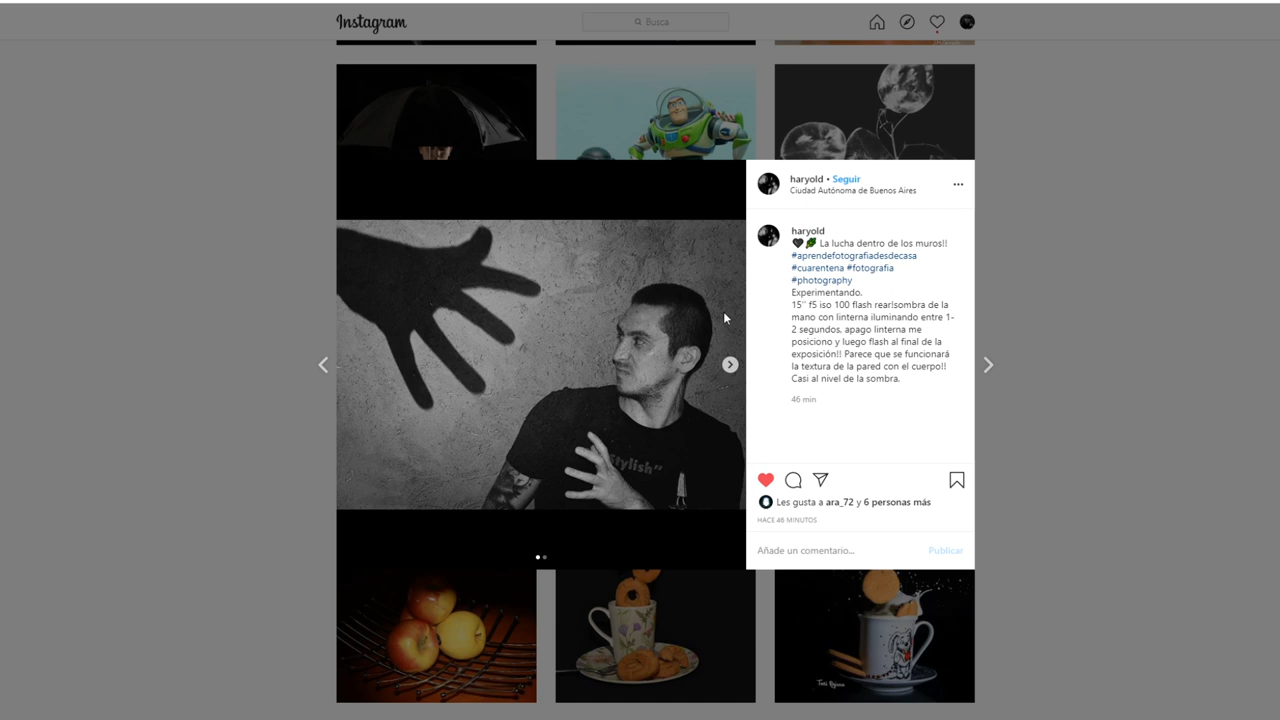 Instagram
Busca
haryold • Seguir
Ciudad Autónoma de Buenos Aires
haryold
🖤🌿 La lucha dentro de los muros!!
#aprendefotografiadesdecasa
#cuarentena #fotografia
#photography
Experimentando.
15'' f5 iso 100 flash rear!sombra de la
mano con linterna iluminando entre 1-
2 segundos, apago linterna me
posiciono y luego flash al final de la
exposición!! Parece que se funcionará
la textura de la pared con el cuerpo!!
Casi al nivel de la sombra.
46 min
Stylish"
Les gusta a ara_72 y 6 personas más
HACE 46 MINUTOS
Añade un comentario...
Publicar